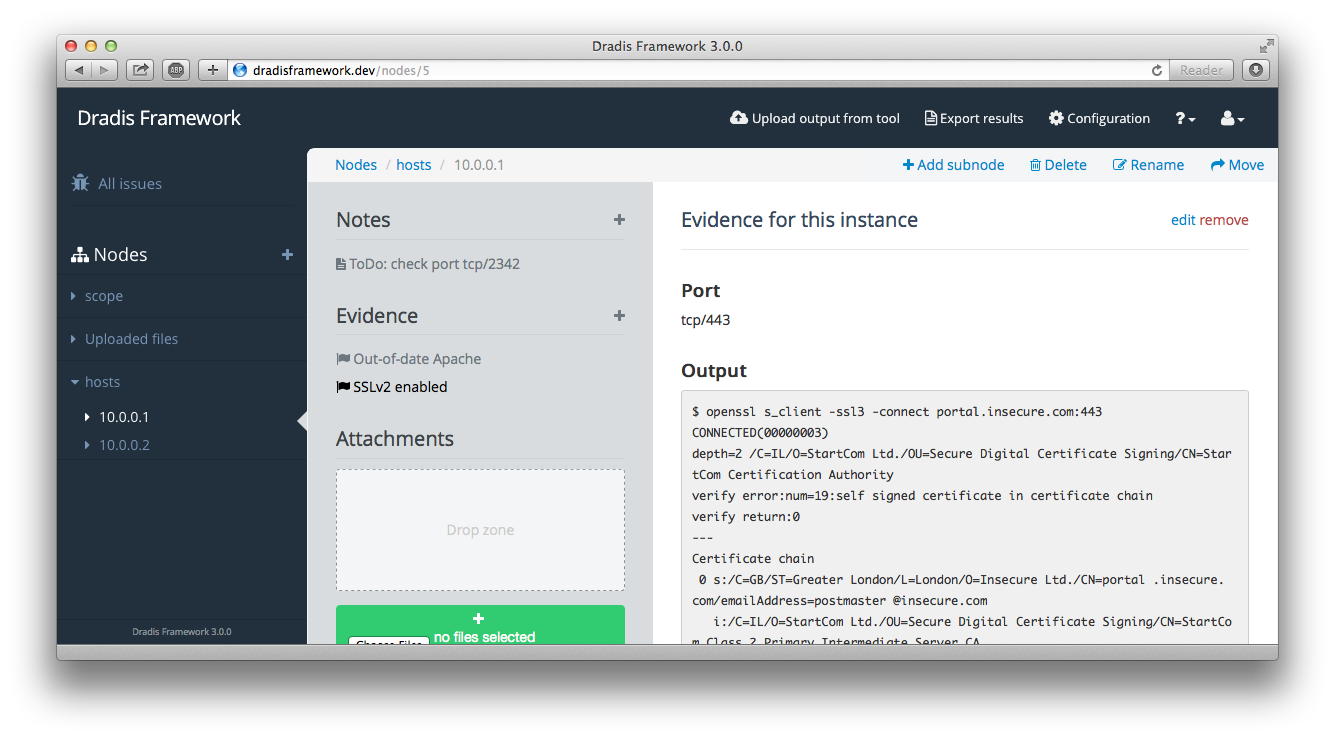 Dradis Framework 3.0.0
ABP
dradisframework.dev/nodes/5
Reader
Dradis Framework
Upload output from tool
Export results
Configuration
?
All issues
Nodes
scope
Uploaded files
hosts
10.0.0.1
10.0.0.2
Dradis Framework 3.0.0
Nodes / hosts / 10.0.0.1
Add subnode
Delete
Rename
Move
Notes
ToDo: check port tcp/2342
Evidence
Out-of-date Apache
SSLv2 enabled
Attachments
Drop zone
Choose Files
no files selected
Evidence for this instance
edit remove
Port
tcp/443
Output
$ openssl s_client -ssl3 -connect portal.insecure.com:443
CONNECTED(00000003)
depth=2 /C=IL/O=StartCom Ltd./OU=Secure Digital Certificate Signing/CN=Star
tCom Certification Authority
verify error:num=19:self signed certificate in certificate chain
verify return:0
---
Certificate chain
0 s:/C=GB/ST=Greater London/L=London/O=Insecure Ltd./CN=portal .insecure.
com/emailAddress=postmaster @insecure.com
i:/C=IL/O=StartCom Ltd./OU=Secure Digital Certificate Signing/CN=StartCo
m Class 2 Primary Intermediate Server CA